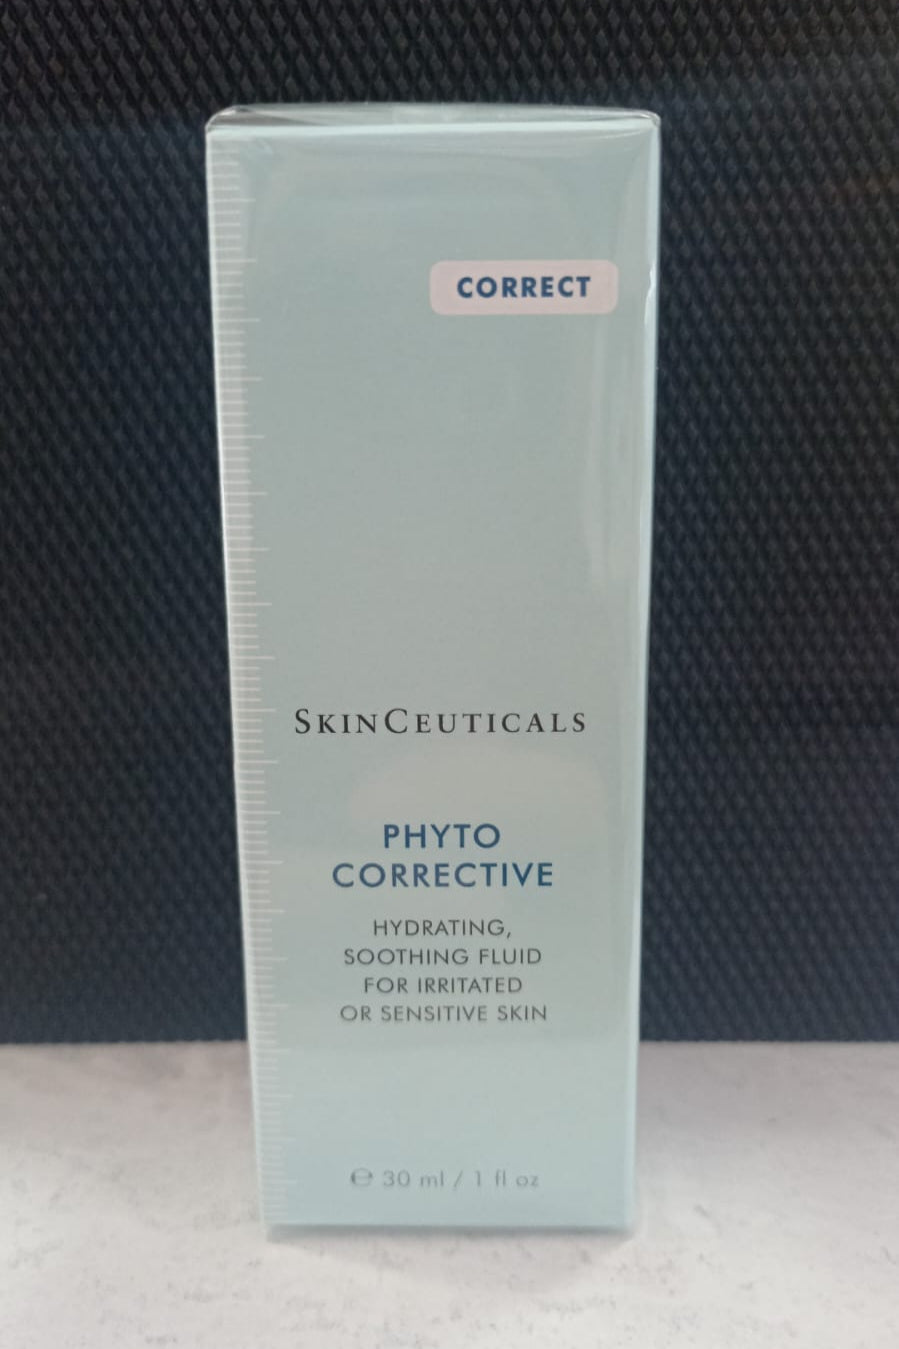 CORRECT
SKINCEUTICALS
PHYTO
CORRECTIVE
HYDRATING,
SOOTHING FLUID
FOR IRRITATED
OR SENSITIVE SKIN
℮ 30 ml / 1 fl oz